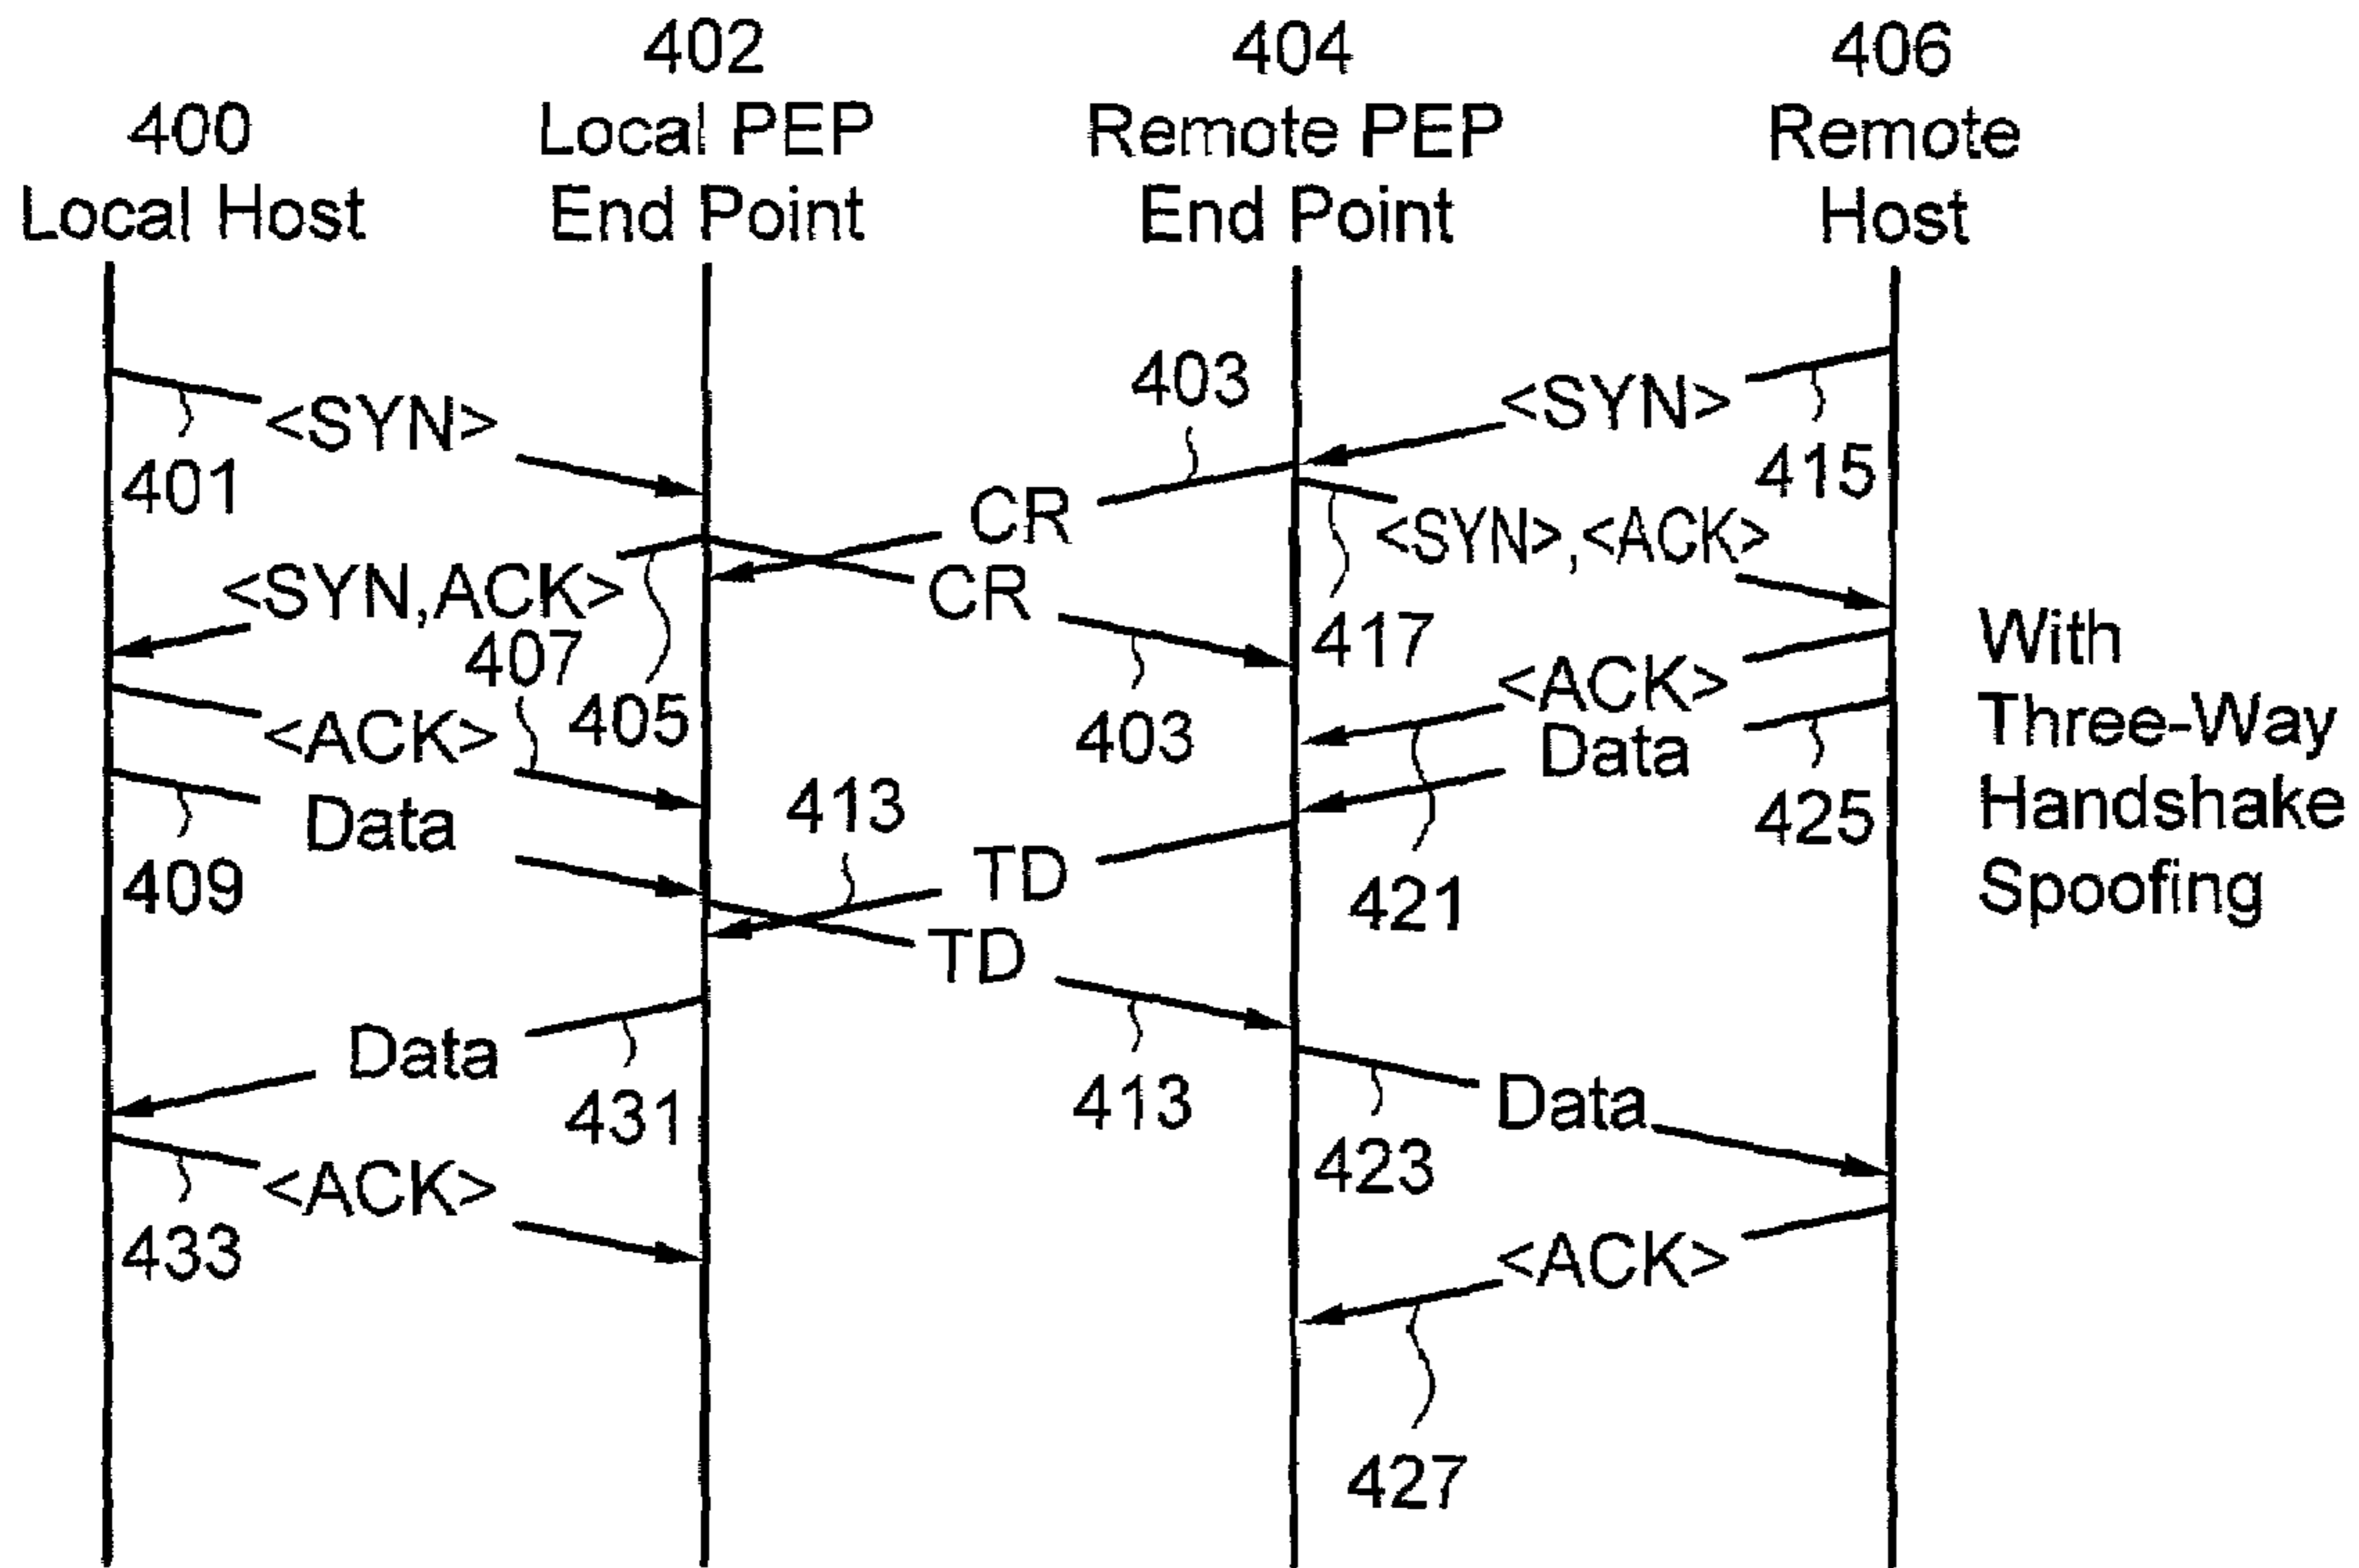 402
404
406
400
Local PEP
Remote PEP
Remote
Local Host
End Point
End Point
Host
403
<SYN>
<SYN>
401
415
CR
<SYN>,<ACK>
<SYN,ACK>
CR
407
417
With
<ACK>
405
403
<ACK>
Three-Way
Data
413
Data
425
Handshake
409
TD
421
Spoofing
TD
Data
431
413
Data
423
<ACK>
433
<ACK>
427